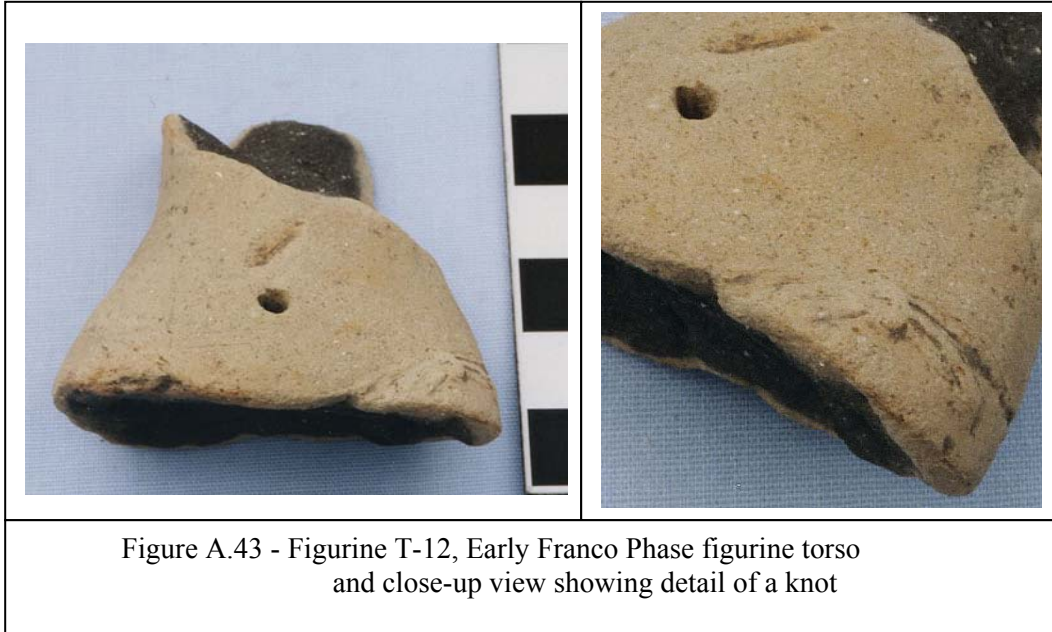 Figure A.43 - Figurine T-12, Early Franco Phase figurine torso
and close-up view showing detail of a knot